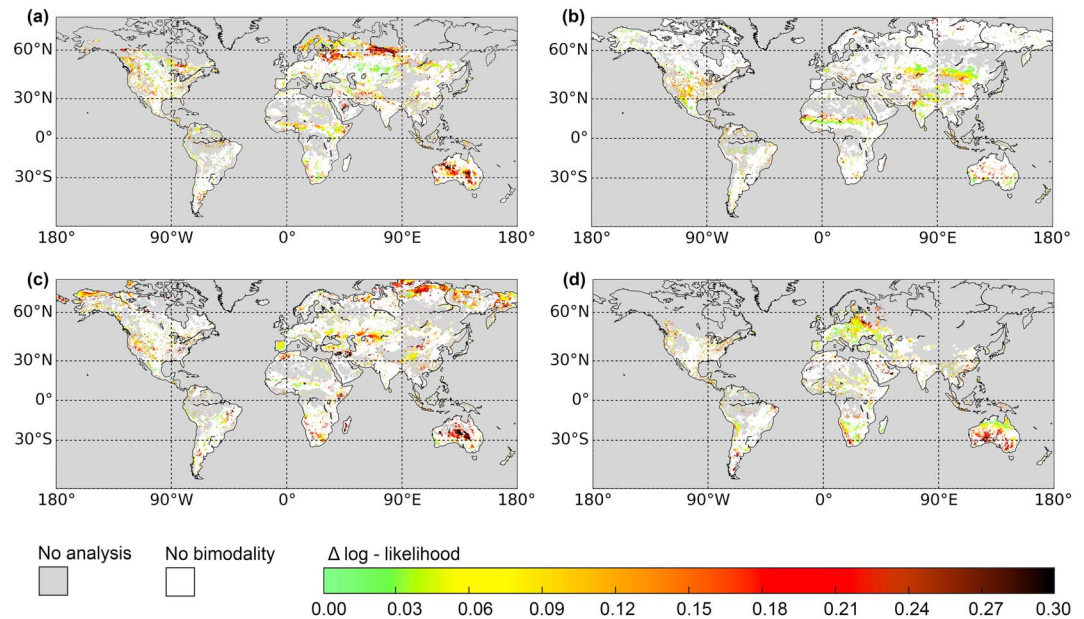 (a) (b)
60°N 60°N
30°N 30°N
0° 0°
30°S 30°S
180° 90°W 0° 90°E 180° 180° 90°W 0° 90°E 180°
(c) (d)
60°N 60°N
30°N 30°N
0° 0°
30°S 30°S
180° 90°W 0° 90°E 180° 180° 90°W 0° 90°E 180°
No analysis No bimodality Δ log - likelihood
0.00 0.03 0.06 0.09 0.12 0.15 0.18 0.21 0.24 0.27 0.30